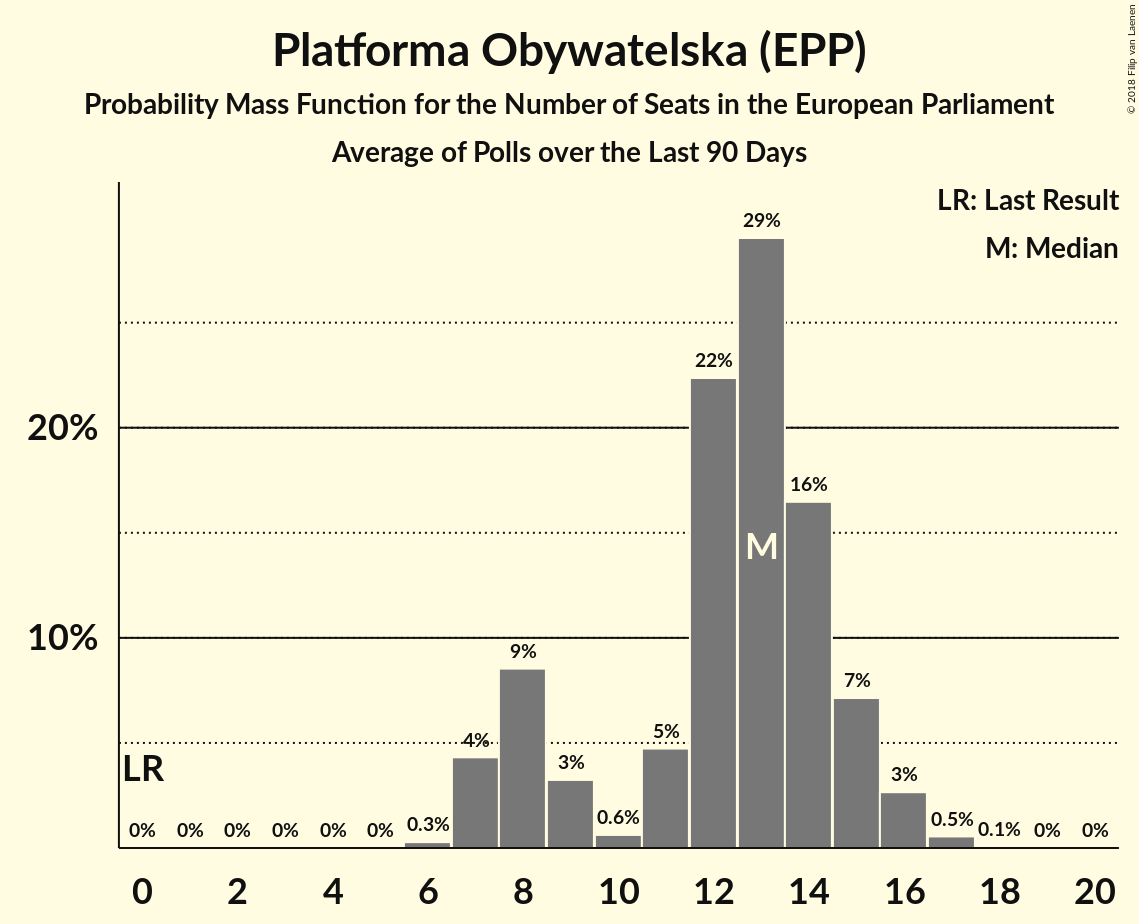 Platforma Obywatelska (EPP)
Probability Mass Function for the Number of Seats in the European Parliament
Average of Polls over the Last 90 Days
© 2018 Filip van Laenen
LR: Last Result
M: Median
29%
22%
20%
16%
M
10%
9%
7%
5%
4%
3%
LR
3%
0% 0% 0% 0% 0% 0% 0.3% 0.6% 0.5% 0.1% 0% 0%
0 2 4 6 8 10 12 14 16 18 20